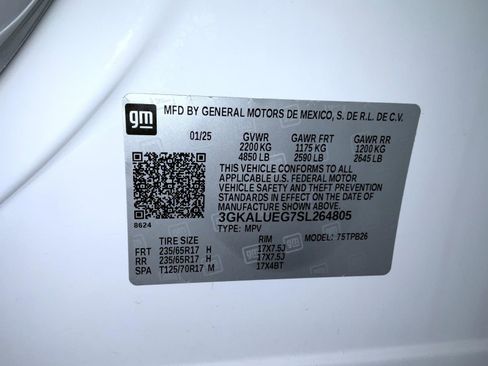 gm
MFD BY GENERAL MOTORS DE MEXICO, S. DE R.L. DE C.V.
01/25 GVWR GAWR FRT GAWR RR
2200 KG 1175 KG 1200 KG
4850 LB 2590 LB 2645 LB
THIS VEHICLE CONFORMS TO ALL
APPLICABLE U.S. FEDERAL MOTOR
VEHICLE SAFETY AND THEFT PREVENTION
STANDARDS IN EFFECT ON THE DATE OF
MANUFACTURE SHOWN ABOVE.
3GKALUEG7SL264805
8624 TYPE: MPV
TIRE SIZE RIM MODEL: 75TPB26
FRT 235/65R17 H 17X7.5J
RR 235/65R17 H 17X7.5J
SPA T125/70R17 M 17X4BT